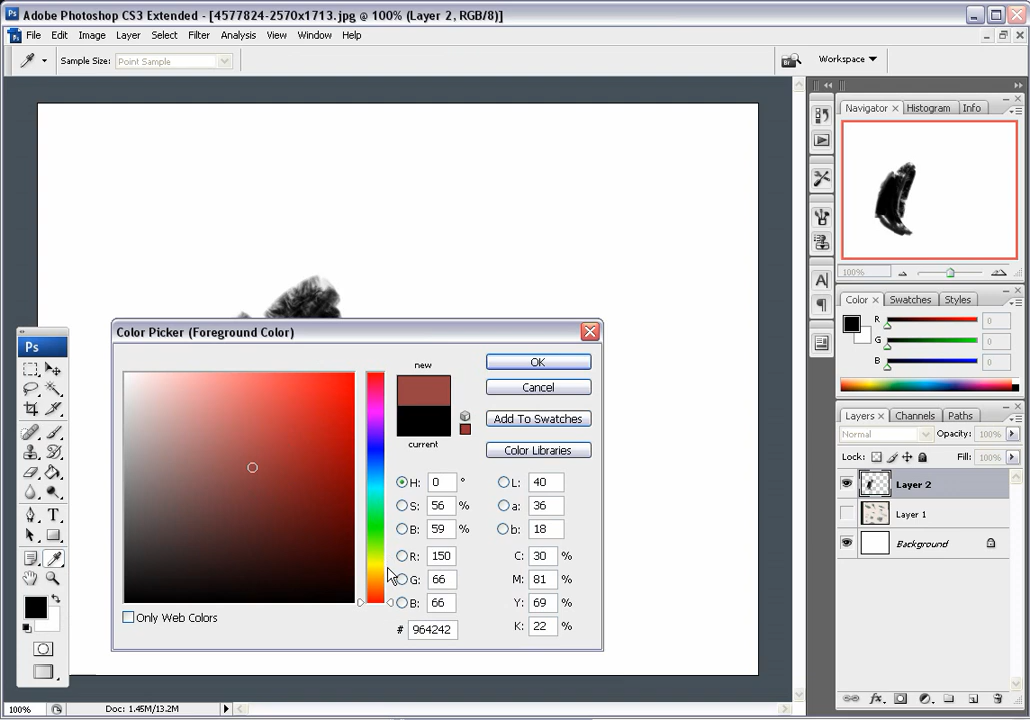 Adobe Photoshop CS3 Extended - [4577824-2570x1713.jpg @ 100% (Layer 2, RGB/8)]
Ps File Edit Image Layer Select Filter Analysis View Window Help
Sample Size: Point Sample Br Workspace
Navigator Histogram Info
100%
Color Swatches Styles
R 0
G 0
B 0
Layers Channels Paths
Normal Opacity: 100%
Lock: Fill: 100%
Layer 2
Layer 1
Background
fx
Ps
T
A
Color Picker (Foreground Color)
new
current
OK
Cancel
Add To Swatches
Color Libraries
H: 0 ° L: 40
S: 56 % a: 36
B: 59 % b: 18
R: 150 C: 30 %
G: 66 M: 81 %
B: 66 Y: 69 %
# 964242 K: 22 %
Only Web Colors
100% Doc: 1.45M/13.2M